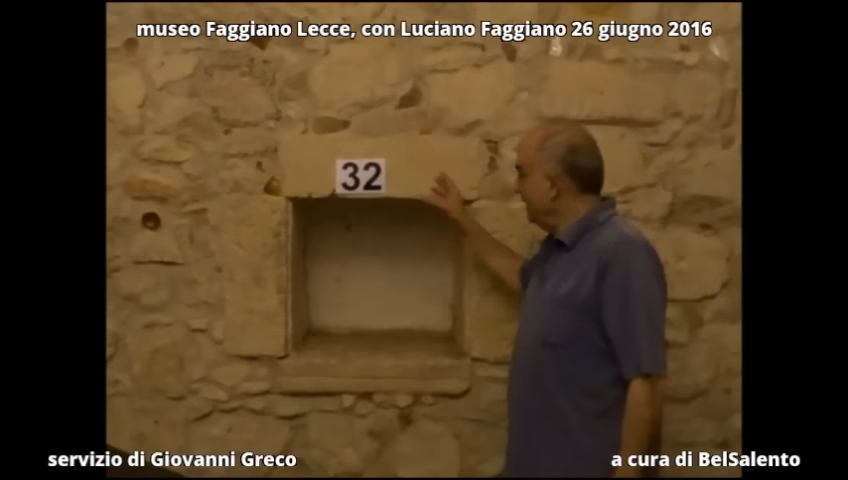 museo Faggiano Lecce, con Luciano Faggiano 26 giugno 2016
32
servizio di Giovanni Greco
a cura di BelSalento